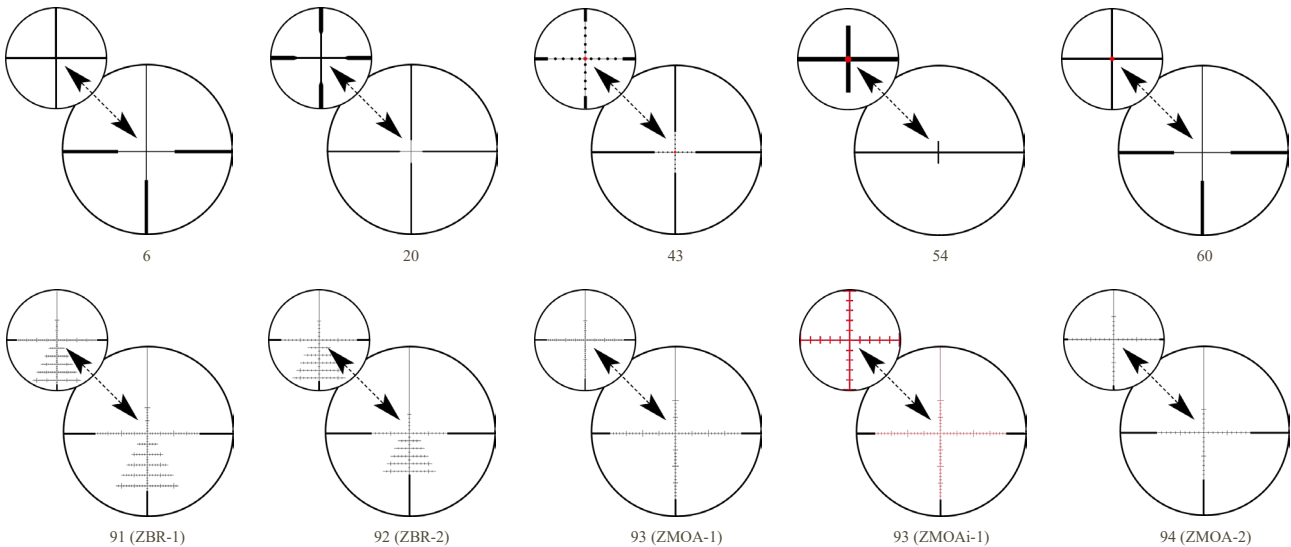 6
20
43
54
60
91 (ZBR-1)
92 (ZBR-2)
93 (ZMOA-1)
93 (ZMOAi-1)
94 (ZMOA-2)